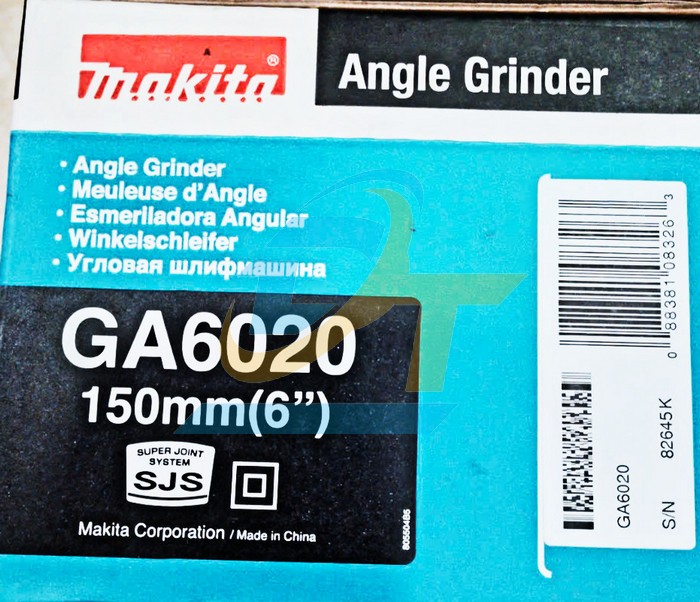 makita®
Angle Grinder
· Angle Grinder
· Meuleuse d'Angle
· Esmeriladora Angular
· Winkelschleifer
· Угловая шлифмашина
GA6020
150mm(6")
SUPER JOINT
SYSTEM
SJS
Makita Corporation / Made in China
0 88381 08326 3
GA6020
S/N 82645K